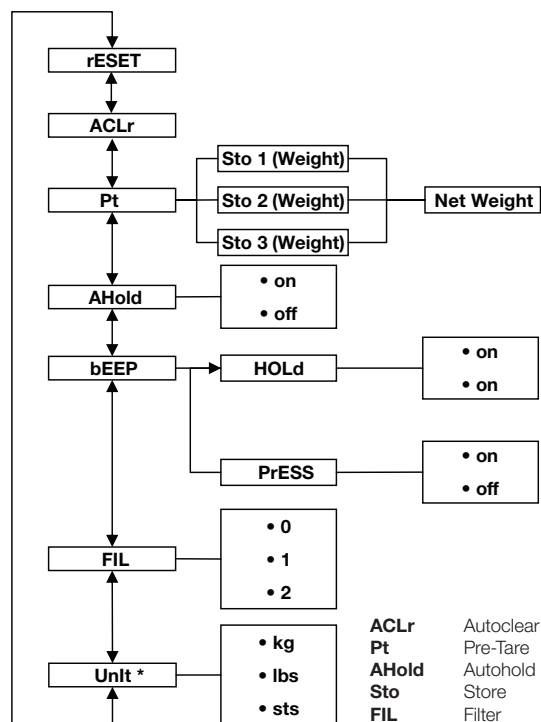 rESET
ACLr
Pt
Sto 1 (Weight)
Sto 2 (Weight)
Sto 3 (Weight)
Net Weight
AHold
• on
• off
bEEP
HOLd
• on
• on
PrESS
• on
• off
FIL
• 0
• 1
• 2
UnIt *
• kg
• lbs
• sts
ACLr Autoclear
Pt Pre-Tare
AHold Autohold
Sto Store
FIL Filter